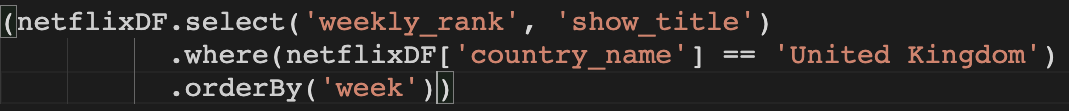 (netflixDF.select('weekly_rank', 'show_title')
.where(netflixDF['country_name'] == 'United Kingdom')
.orderBy('week'))